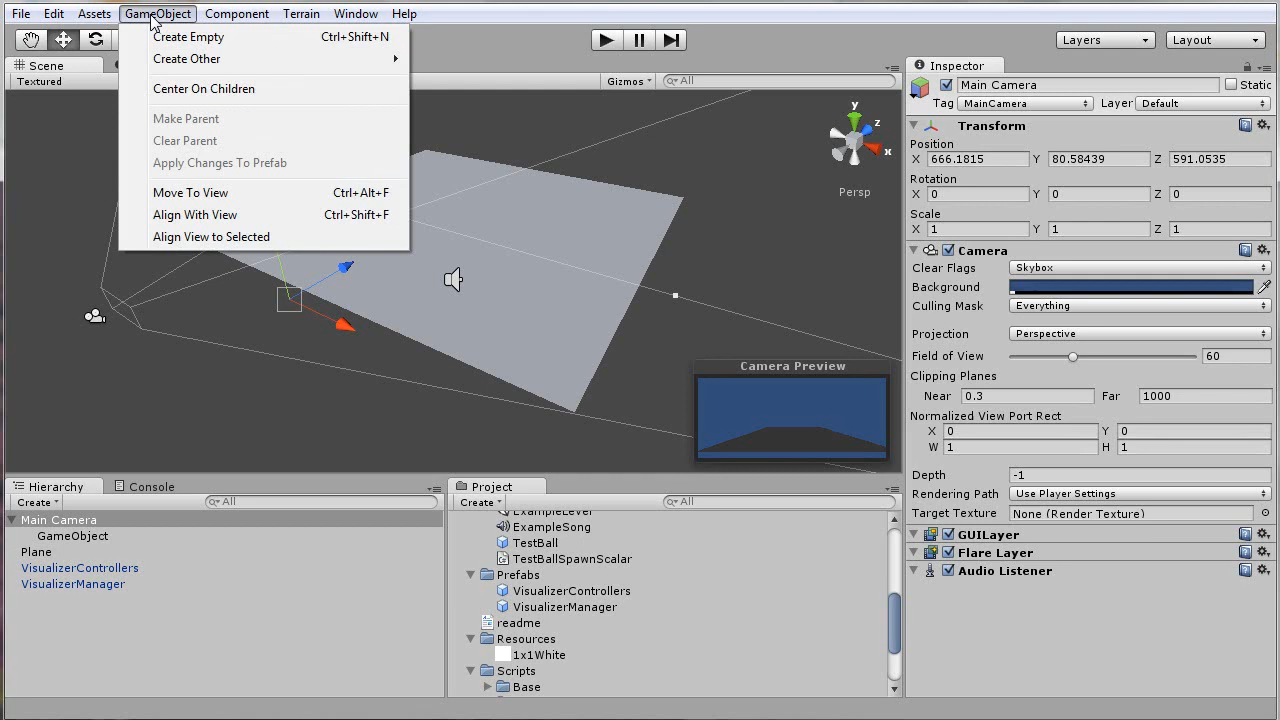 File Edit Assets GameObject Component Terrain Window Help
Create Empty Ctrl+Shift+N
Create Other
Center On Children
Make Parent
Clear Parent
Apply Changes To Prefab
Move To View Ctrl+Alt+F
Align With View Ctrl+Shift+F
Align View to Selected
Layers Layout
Scene
Textured Gizmos All
y
z
x
Persp
Camera Preview
Inspector
Main Camera Static
Tag MainCamera Layer Default
Transform
Position
X 666.1815 Y 80.58439 Z 591.0535
Rotation
X 0 Y 0 Z 0
Scale
X 1 Y 1 Z 1
Camera
Clear Flags Skybox
Background
Culling Mask Everything
Projection Perspective
Field of View 60
Clipping Planes
Near 0.3 Far 1000
Normalized View Port Rect
X 0 Y 0
W 1 H 1
Depth -1
Rendering Path Use Player Settings
Target Texture None (Render Texture)
GUILayer
Flare Layer
Audio Listener
Hierarchy Console
Create All
Main Camera
GameObject
Plane
VisualizerControllers
VisualizerManager
Project
Create All
ExampleLevel
ExampleSong
TestBall
TestBallSpawnScalar
Prefabs
VisualizerControllers
VisualizerManager
readme
Resources
1x1White
Scripts
Base